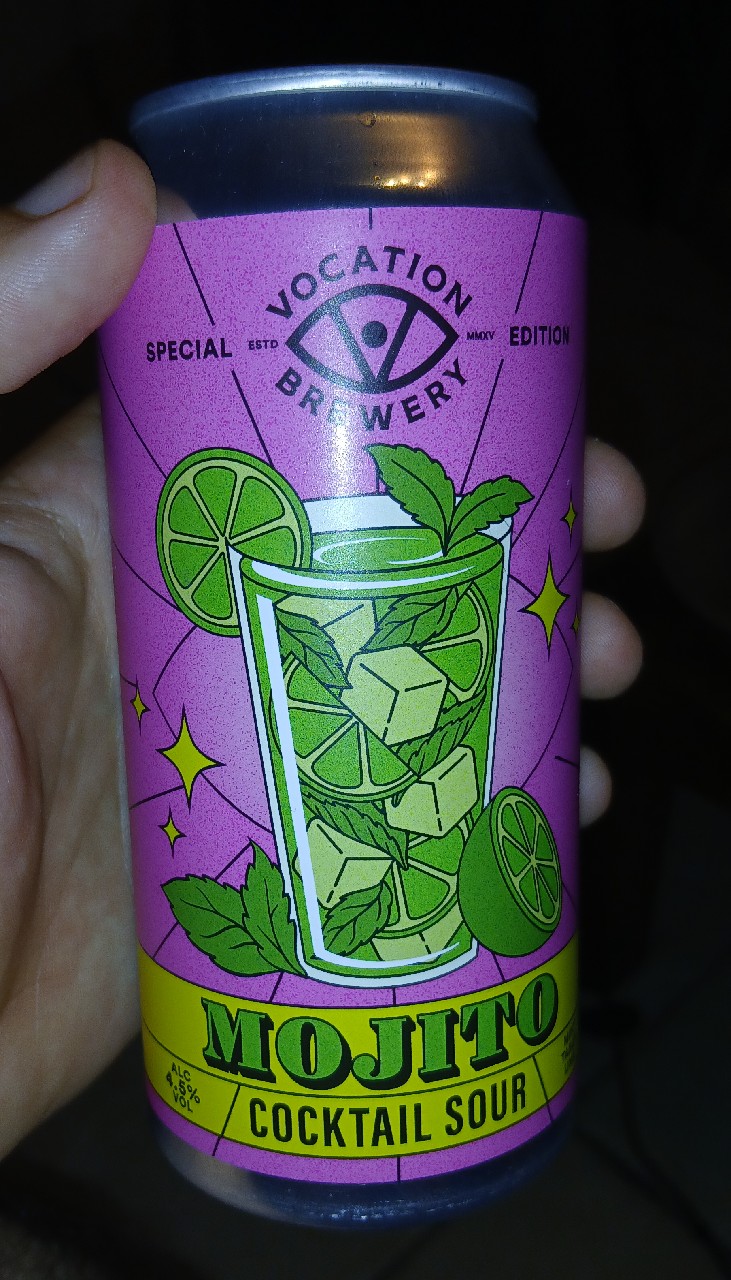 VOCATION
SPECIAL ESTD MMXV EDITION
BREWERY
MOJITO
ALC
4.5%
VOL
COCKTAIL SOUR